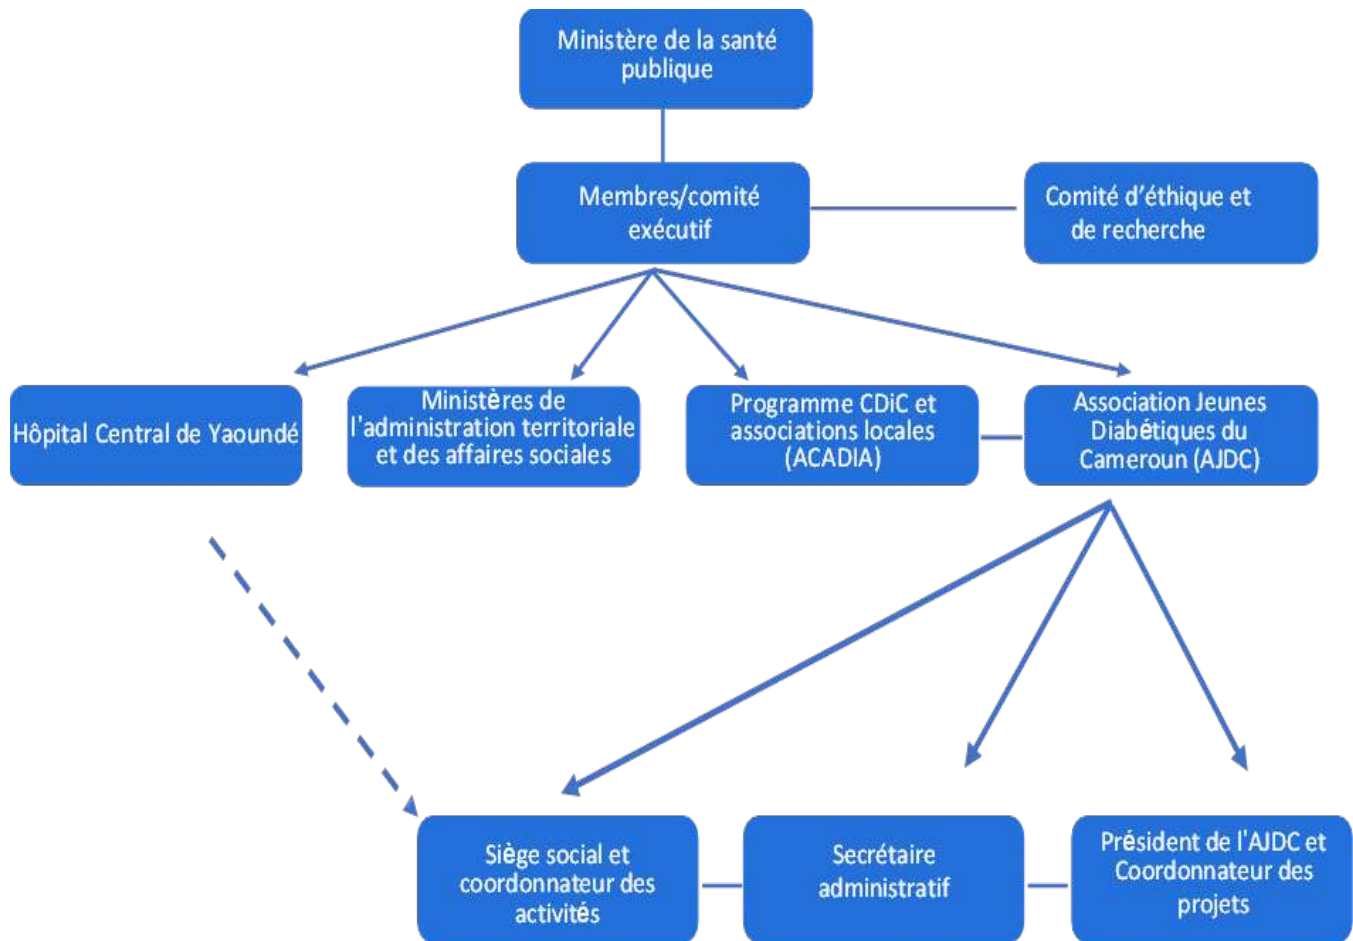 Ministère de la santé
publique
Membres/comité
exécutif
Comité d'éthique et
de recherche
Hôpital Central de Yaoundé
Ministères de
l'administration territoriale
et des affaires sociales
Programme CDiC et
associations locales
(ACADIA)
Association Jeunes
Diabétiques du
Cameroun (AJDC)
Siège social et
coordonnateur des
activités
Secrétaire
administratif
Président de l'AJDC et
Coordonnateur des
projets